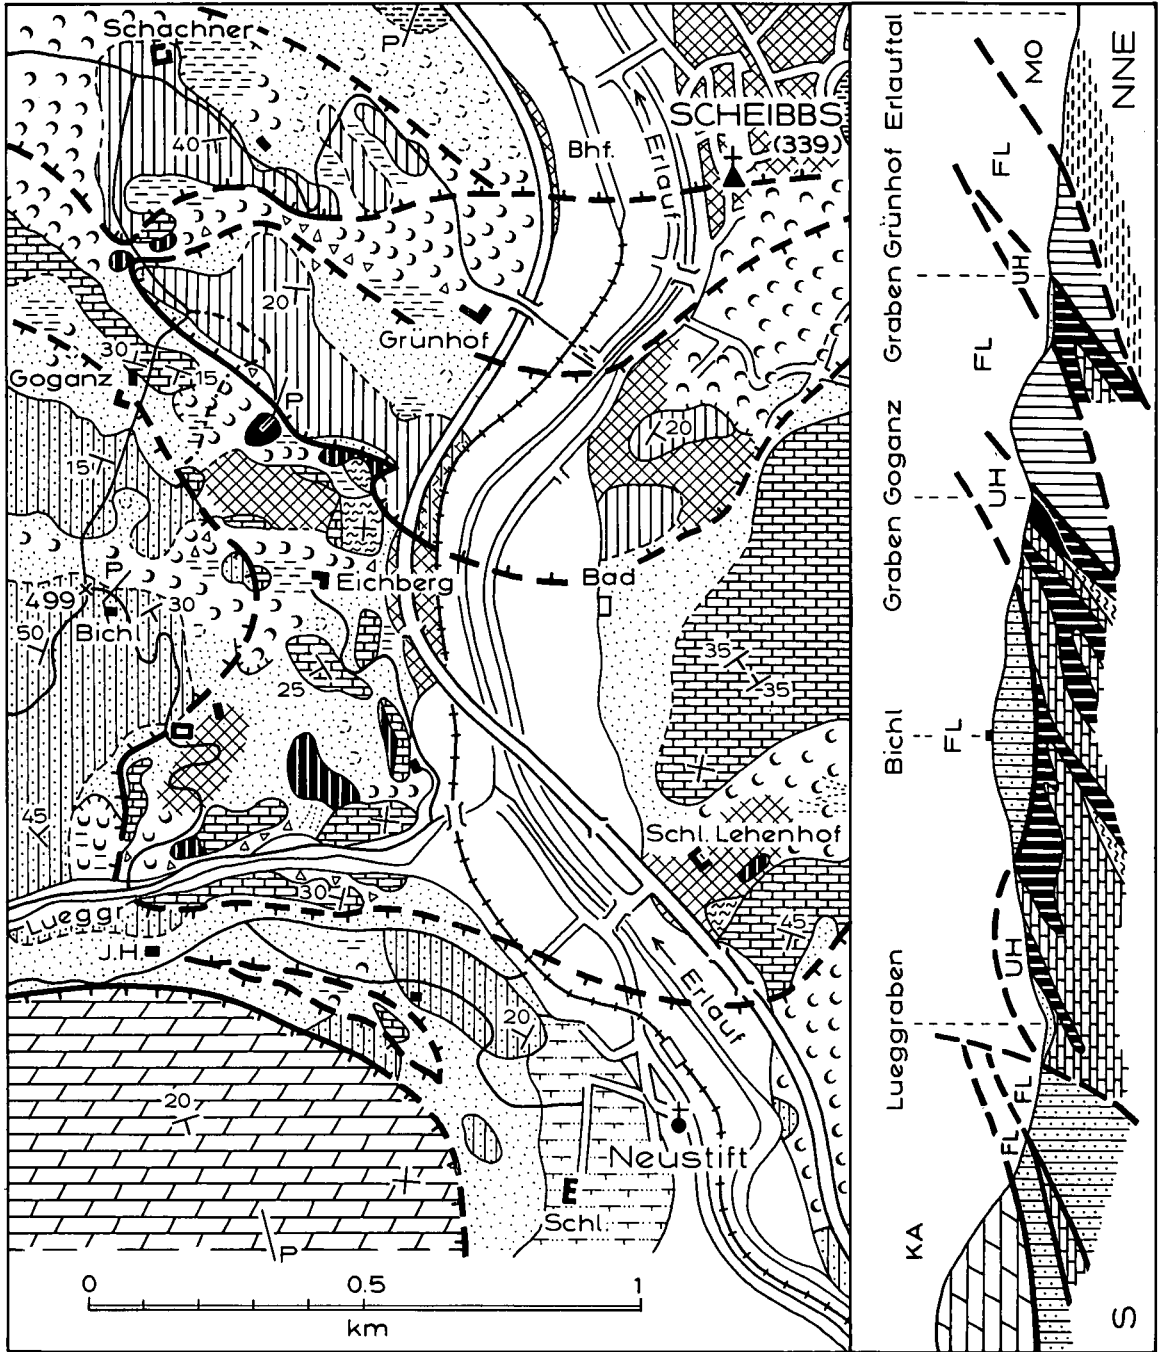 Schachner
P
SCHEIBBS
(339)
Bhf.
Erlauf
40
20
Grünhof
30
Goganz
15
P
20
15
Eichberg
Bad
P
499
30
Bichl
50
35
35
25
45
Schl. Lehenhof
30
45
Lueggr.
J.H.
20
Erlauf
20
Neustift
Schl.
P
0 0.5 1
km
Erlauftal
Grünhof
Graben
Goganz
Graben
Bichl
Lueggraben
NNE
MO
FL
UH
FL
UH
FL
UH
FL
FL
KA
S